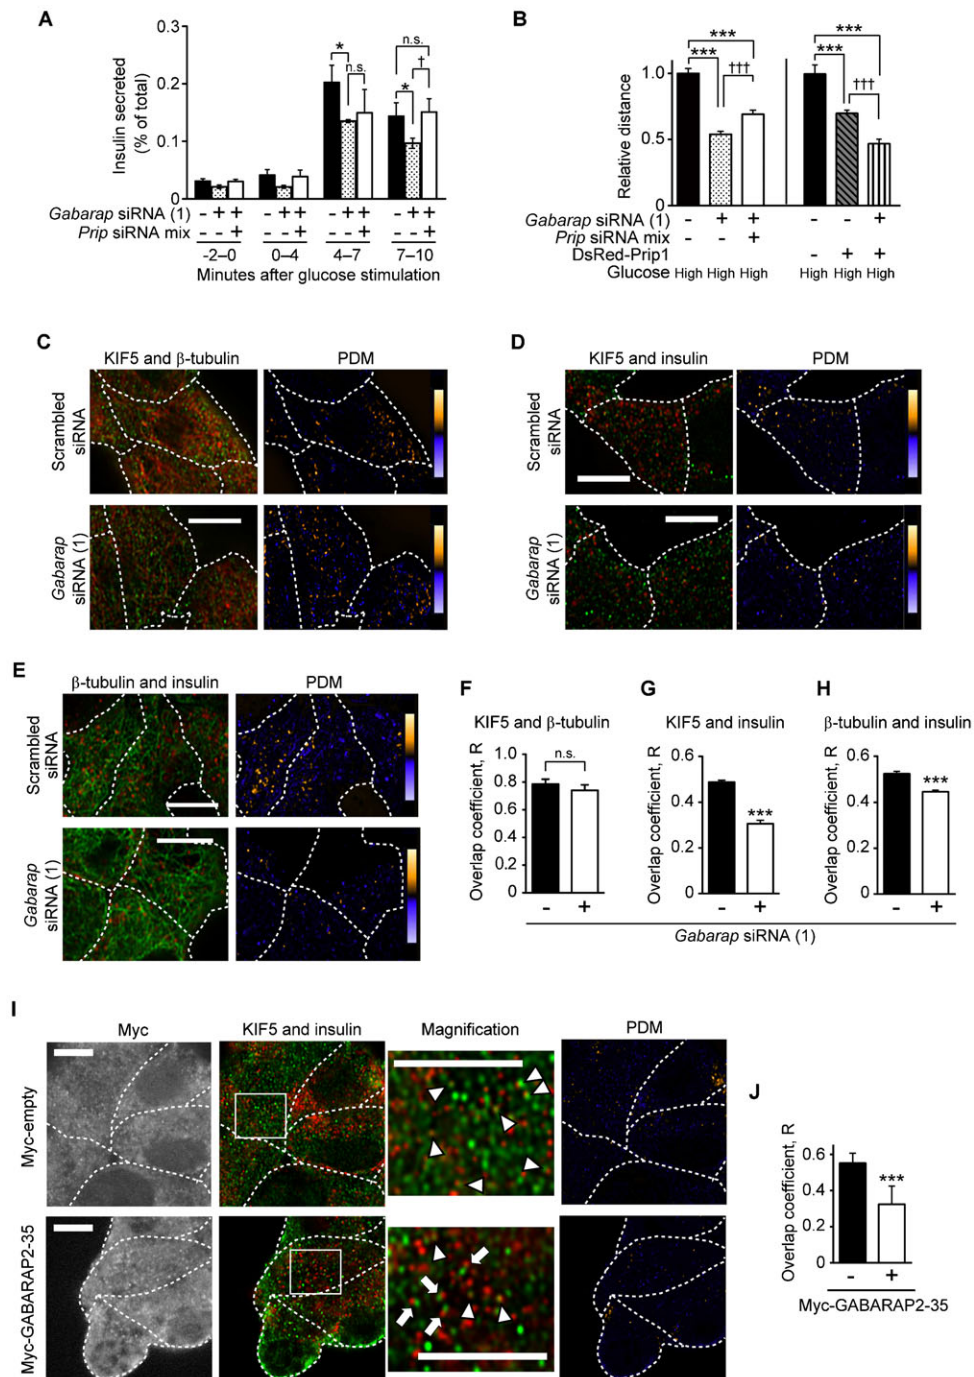 A
Insulin secreted
(% of total)
0.3
0.2
0.1
0
*
n.s.
n.s.
†
*
Gabarap siRNA (1) - + + - + + - + + - + +
Prip siRNA mix - - + - - + - - + - - +
-2–0 0–4 4–7 7–10
Minutes after glucose stimulation
B
Relative distance
1.0
0.5
0
***
***
†††
***
***
†††
Gabarap siRNA (1) - + + - - +
Prip siRNA mix - - +
DsRed-Prip1 - + +
Glucose High High High High High High
C
KIF5 and β-tubulin PDM
Scrambled
siRNA
Gabarap
siRNA (1)
D
KIF5 and insulin PDM
Scrambled
siRNA
Gabarap
siRNA (1)
E
β-tubulin and insulin PDM
Scrambled
siRNA
Gabarap
siRNA (1)
F
KIF5 and β-tubulin
Overlap coefficient, R
1.0
0.8
0.6
0.4
0.2
0
n.s.
- +
G
KIF5 and insulin
Overlap coefficient, R
0.6
0.4
0.2
0
***
- +
H
β-tubulin and insulin
Overlap coefficient, R
0.6
0.4
0.2
0
***
- +
Gabarap siRNA (1)
I
Myc KIF5 and insulin Magnification PDM
Myc-empty
Myc-GABARAP2-35
J
Overlap coefficient, R
0.6
0.4
0.2
0
***
- +
Myc-GABARAP2-35